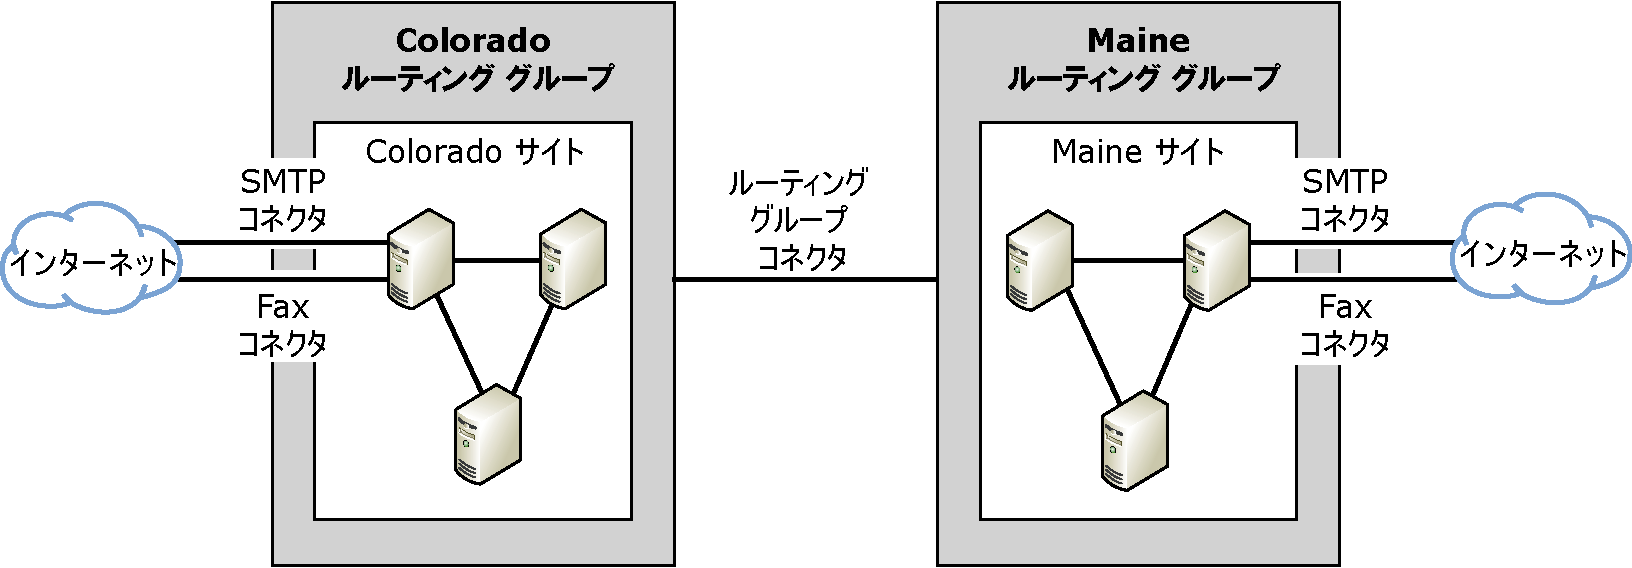 Colorado
ルーティング グループ
Colorado サイト
SMTP
コネクタ
インターネット
Fax
コネクタ
ルーティング
グループ
コネクタ
Maine
ルーティング グループ
Maine サイト
SMTP
コネクタ
インターネット
Fax
コネクタ